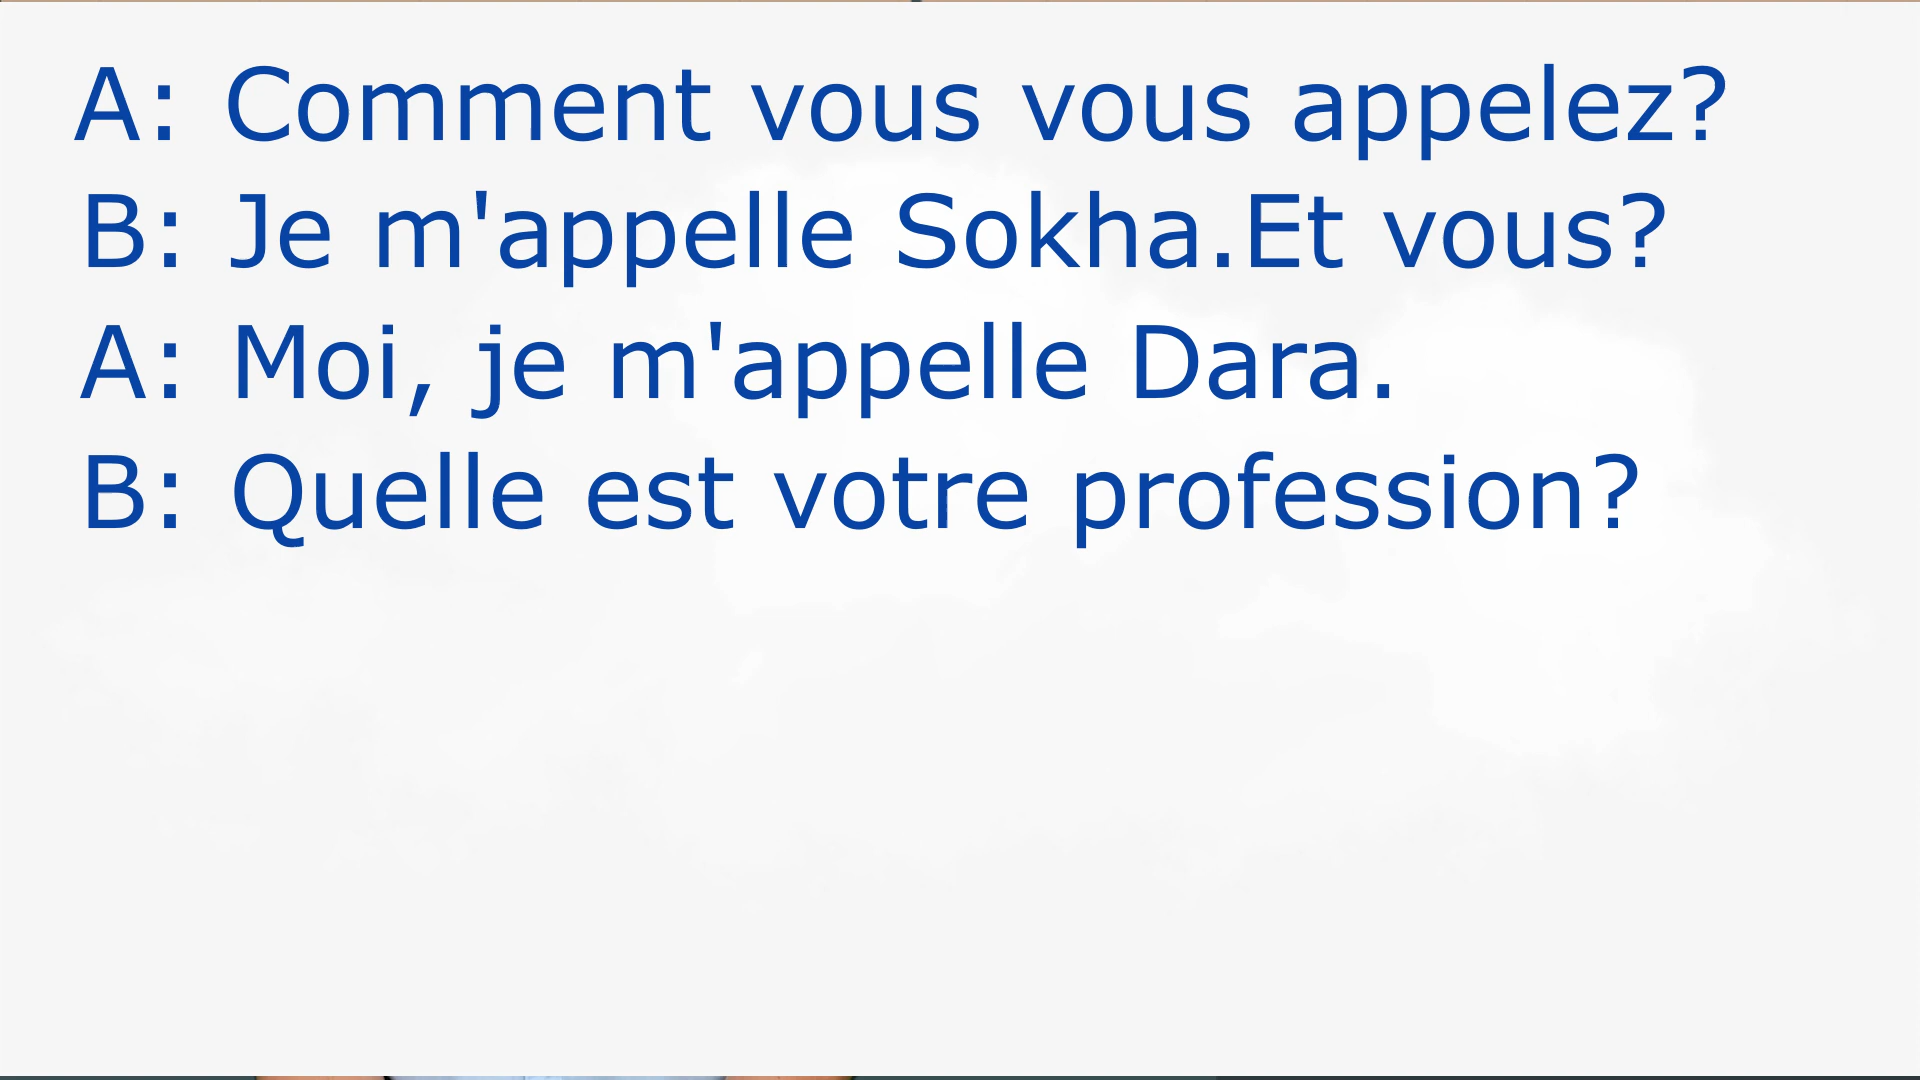 A: Comment vous vous appelez?
B: Je m'appelle Sokha.Et vous?
A: Moi, je m'appelle Dara.
B: Quelle est votre profession?